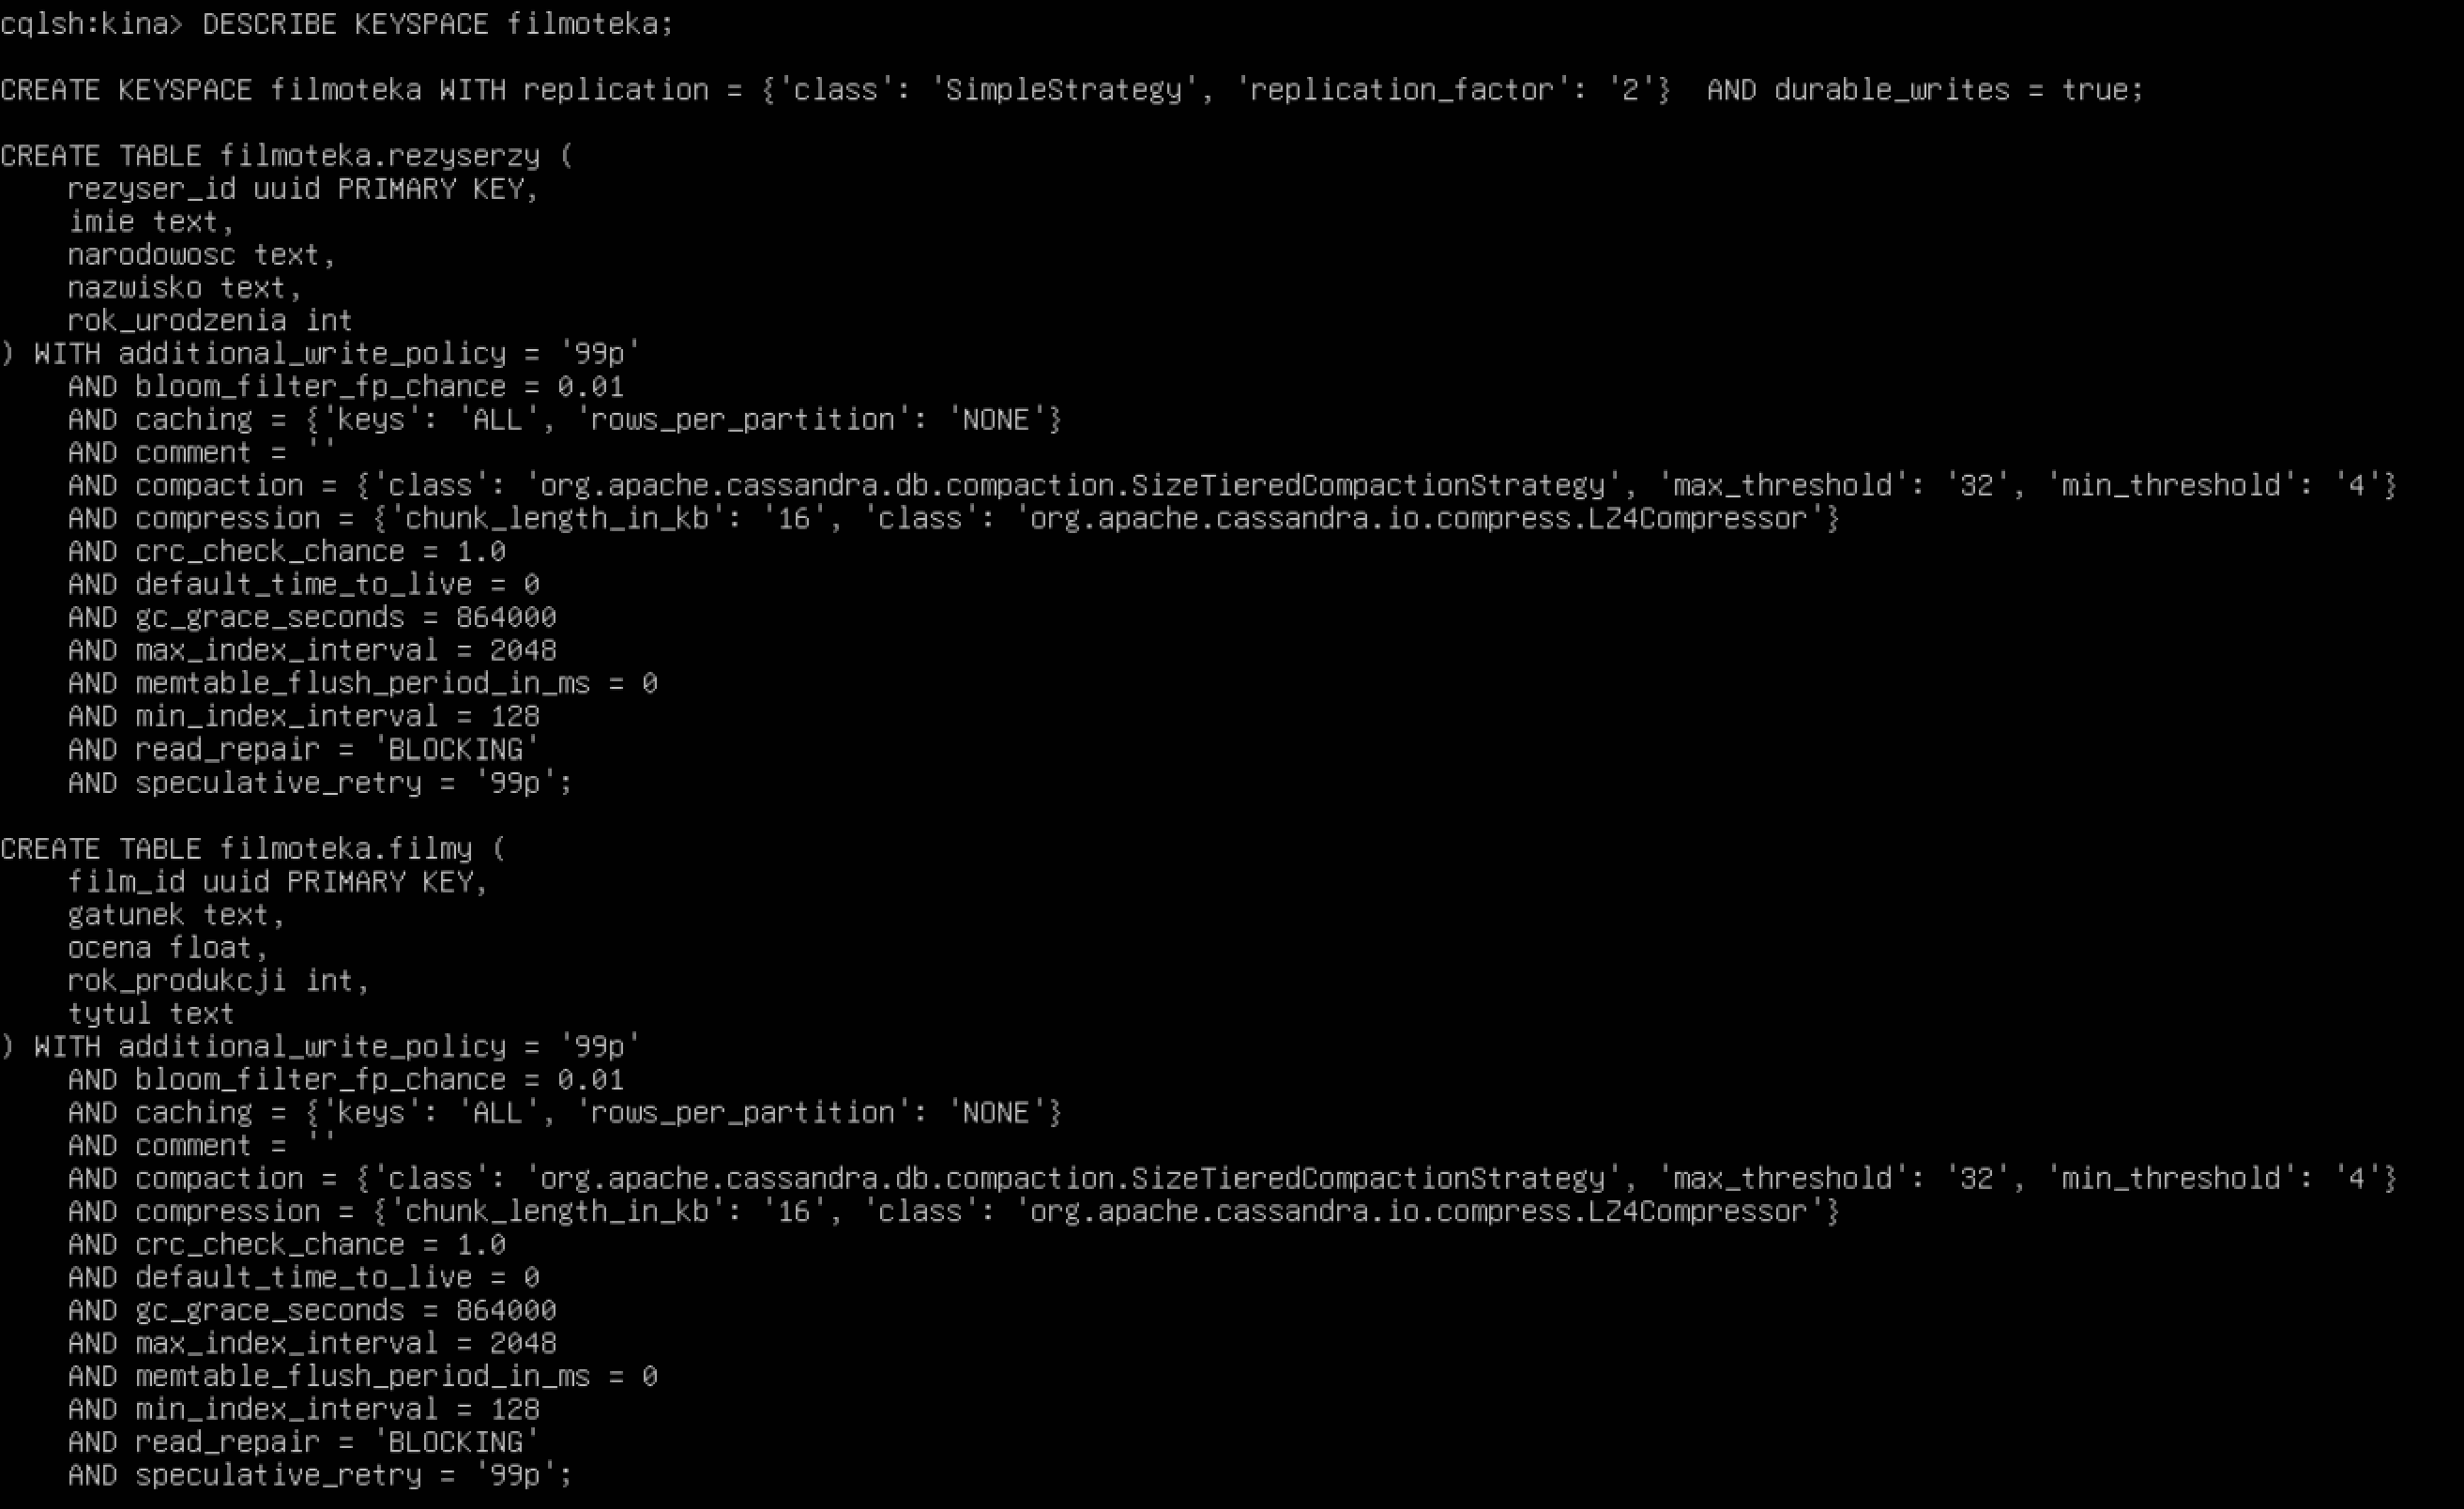 cqlsh:kina> DESCRIBE KEYSPACE filmoteka;
CREATE KEYSPACE filmoteka WITH replication = {'class': 'SimpleStrategy', 'replication_factor': '2'}  AND durable_writes = true;
CREATE TABLE filmoteka.rezyserzy (
    rezyser_id uuid PRIMARY KEY,
    imie text,
    narodowosc text,
    nazwisko text,
    rok_urodzenia int
) WITH additional_write_policy = '99p'
    AND bloom_filter_fp_chance = 0.01
    AND caching = {'keys': 'ALL', 'rows_per_partition': 'NONE'}
    AND comment = ''
    AND compaction = {'class': 'org.apache.cassandra.db.compaction.SizeTieredCompactionStrategy', 'max_threshold': '32', 'min_threshold': '4'}
    AND compression = {'chunk_length_in_kb': '16', 'class': 'org.apache.cassandra.io.compress.LZ4Compressor'}
    AND crc_check_chance = 1.0
    AND default_time_to_live = 0
    AND gc_grace_seconds = 864000
    AND max_index_interval = 2048
    AND memtable_flush_period_in_ms = 0
    AND min_index_interval = 128
    AND read_repair = 'BLOCKING'
    AND speculative_retry = '99p';
CREATE TABLE filmoteka.filmy (
    film_id uuid PRIMARY KEY,
    gatunek text,
    ocena float,
    rok_produkcji int,
    tytul text
) WITH additional_write_policy = '99p'
    AND bloom_filter_fp_chance = 0.01
    AND caching = {'keys': 'ALL', 'rows_per_partition': 'NONE'}
    AND comment = ''
    AND compaction = {'class': 'org.apache.cassandra.db.compaction.SizeTieredCompactionStrategy', 'max_threshold': '32', 'min_threshold': '4'}
    AND compression = {'chunk_length_in_kb': '16', 'class': 'org.apache.cassandra.io.compress.LZ4Compressor'}
    AND crc_check_chance = 1.0
    AND default_time_to_live = 0
    AND gc_grace_seconds = 864000
    AND max_index_interval = 2048
    AND memtable_flush_period_in_ms = 0
    AND min_index_interval = 128
    AND read_repair = 'BLOCKING'
    AND speculative_retry = '99p';